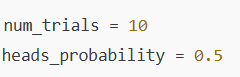 num_trials = 10
heads_probability = 0.5